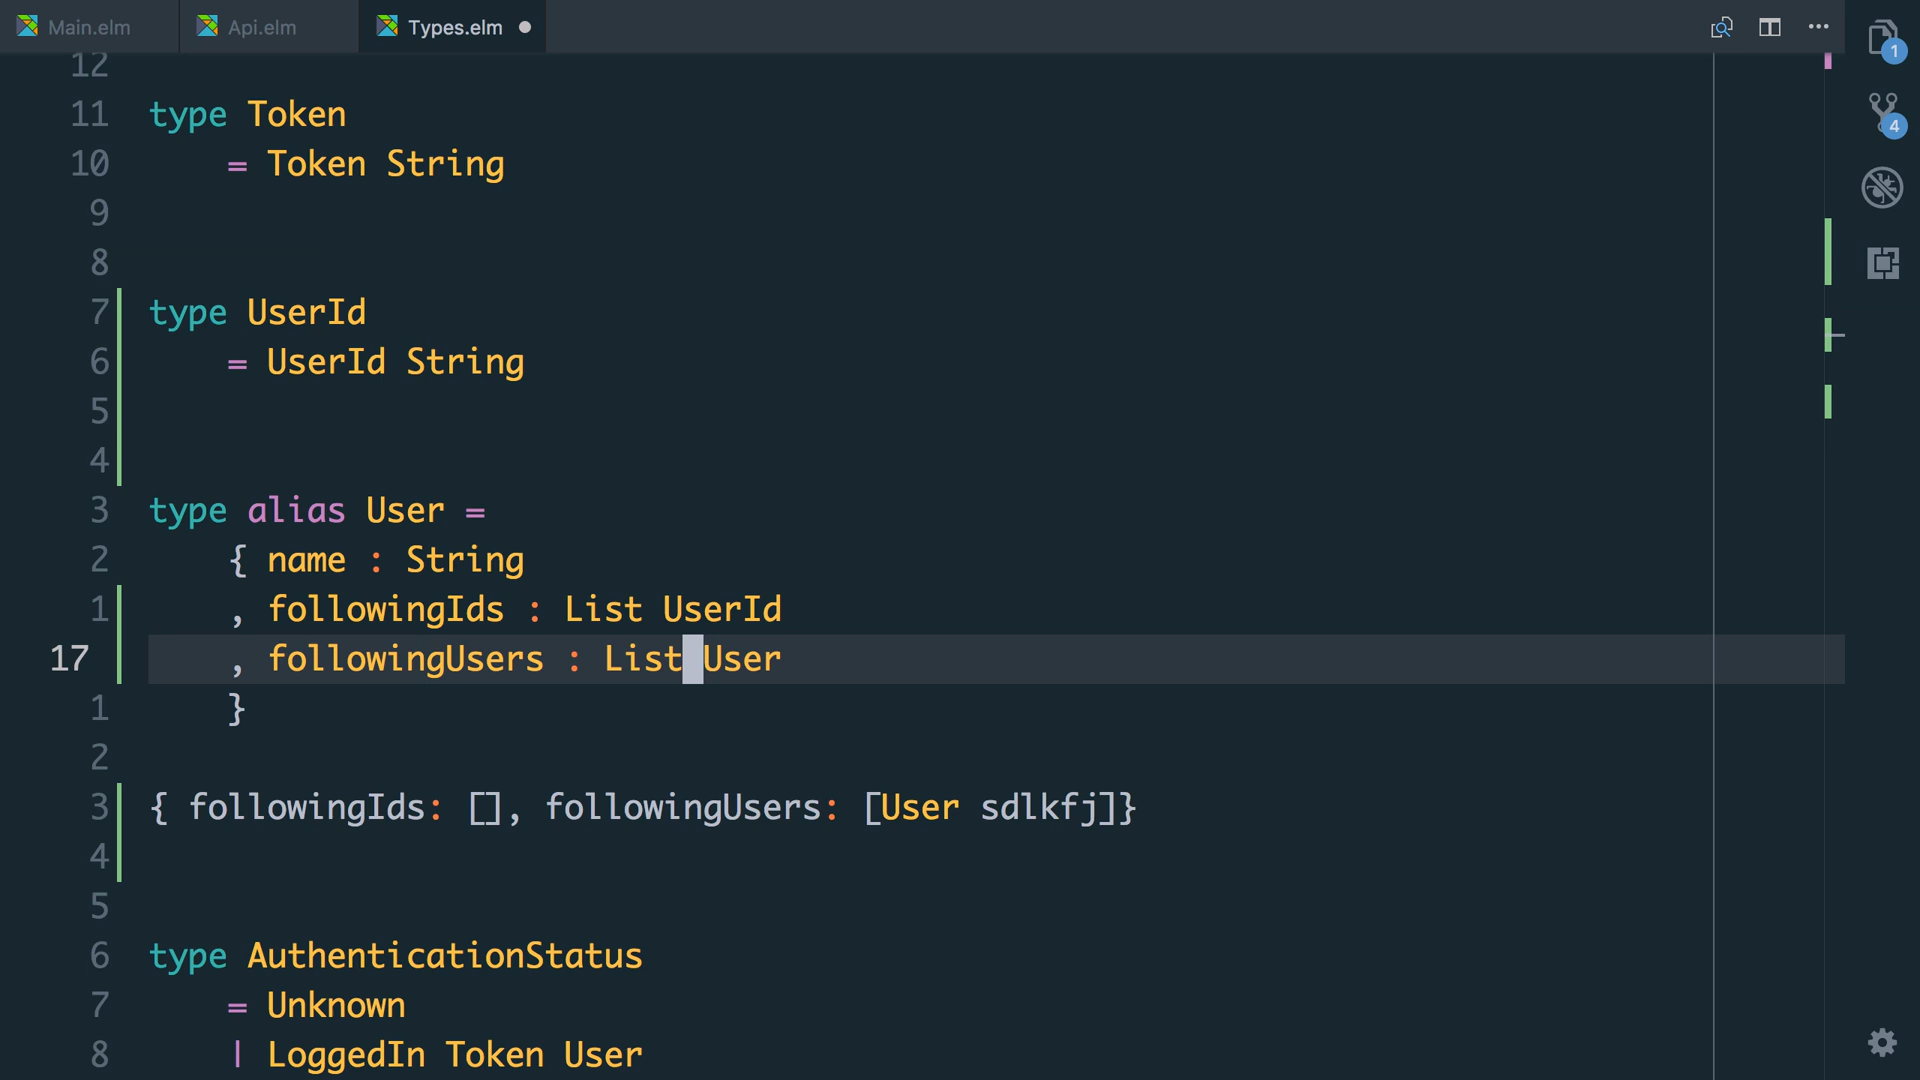 Main.elm Api.elm Types.elm
12
11 type Token
10 = Token String
9
8
7 type UserId
6 = UserId String
5
4
3 type alias User =
2 { name : String
1 , followingIds : List UserId
17 , followingUsers : List User
1 }
2
3 { followingIds: [], followingUsers: [User sdlkfj]}
4
5
6 type AuthenticationStatus
7 = Unknown
8 | LoggedIn Token User
1
4